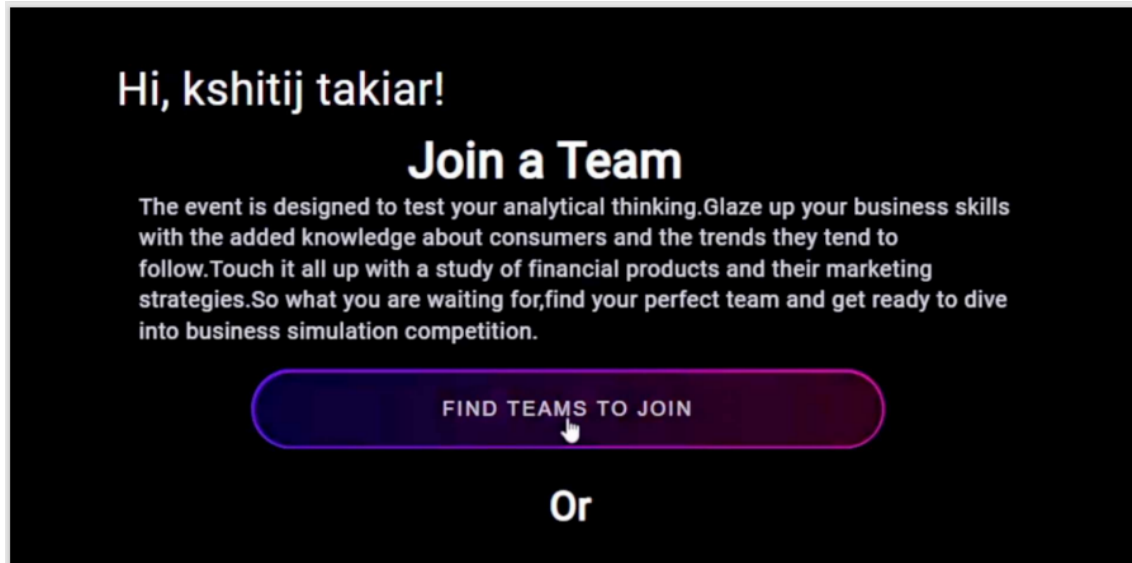 Hi, kshitij takiar!
Join a Team
The event is designed to test your analytical thinking.Glaze up your business skills
with the added knowledge about consumers and the trends they tend to
follow.Touch it all up with a study of financial products and their marketing
strategies.So what you are waiting for,find your perfect team and get ready to dive
into business simulation competition.
FIND TEAMS TO JOIN
Or